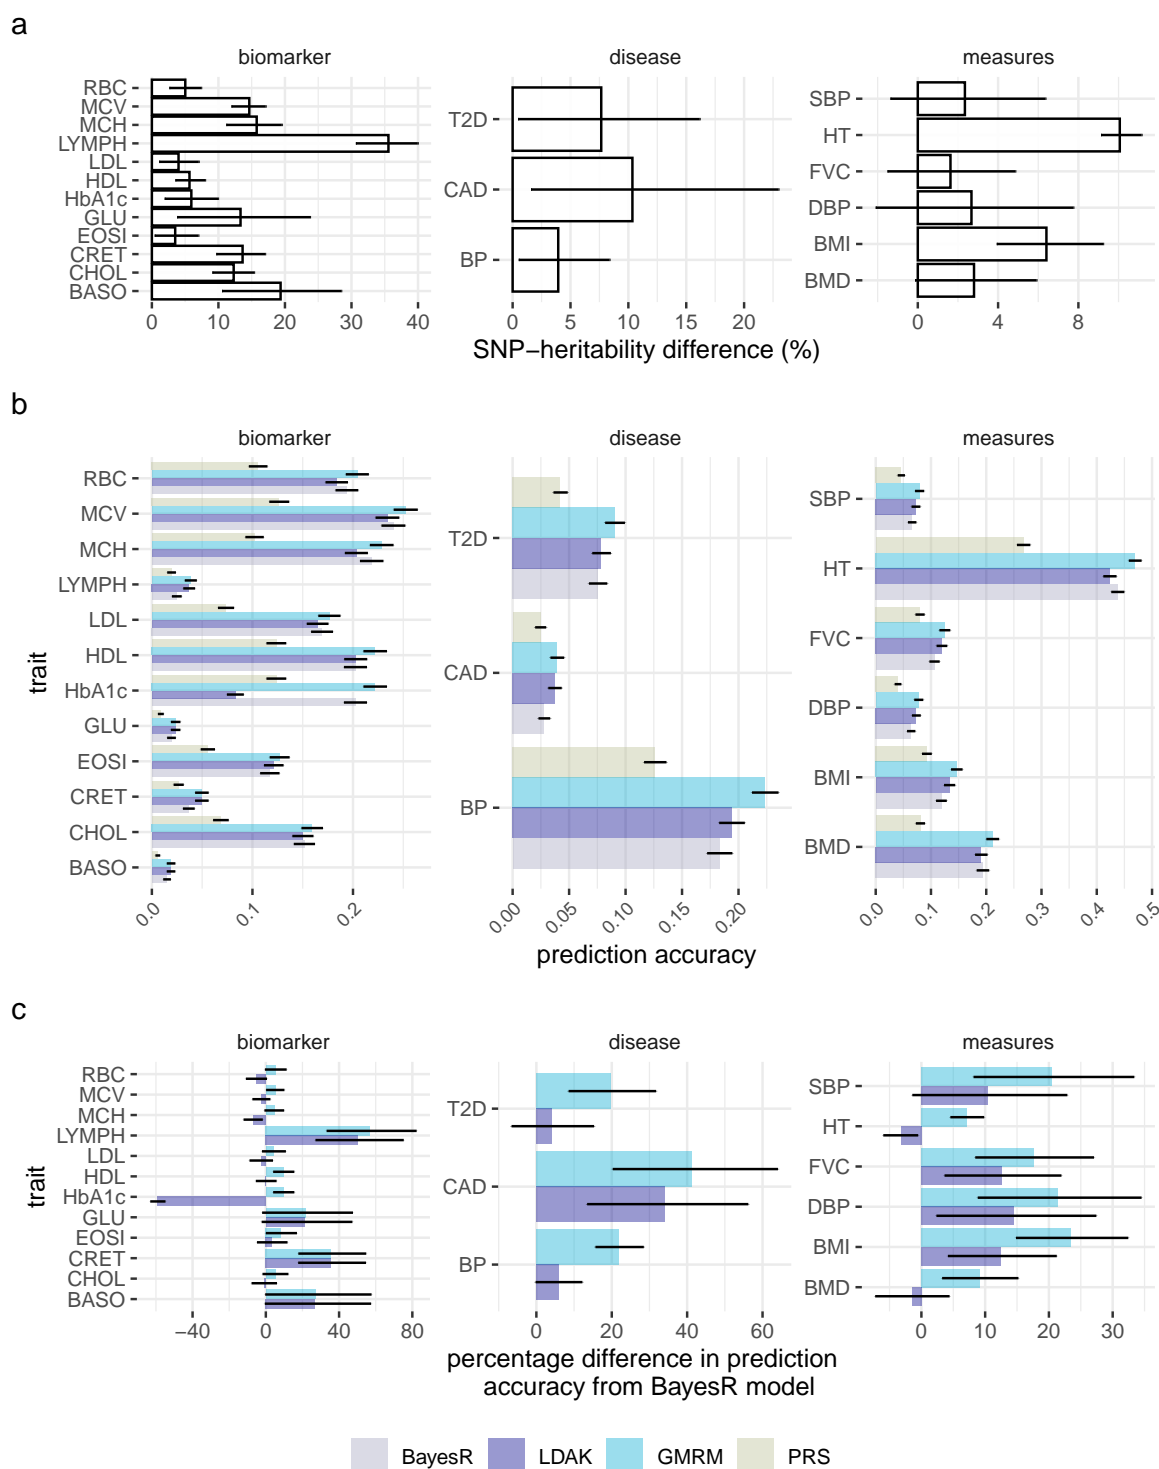 a
biomarker
disease
measures
RBC
MCV
MCH
LYMPH
LDL
HDL
HbA1c
GLU
EOSI
CRET
CHOL
BASO
0 10 20 30 40
T2D
CAD
BP
0 5 10 15 20
SBP
HT
FVC
DBP
BMI
BMD
0 4 8
SNP−heritability difference (%)
b
biomarker
disease
measures
trait
RBC
MCV
MCH
LYMPH
LDL
HDL
HbA1c
GLU
EOSI
CRET
CHOL
BASO
0.0 0.1 0.2
T2D
CAD
BP
0.00 0.05 0.10 0.15 0.20
SBP
HT
FVC
DBP
BMI
BMD
0.0 0.1 0.2 0.3 0.4 0.5
prediction accuracy
c
biomarker
disease
measures
trait
RBC
MCV
MCH
LYMPH
LDL
HDL
HbA1c
GLU
EOSI
CRET
CHOL
BASO
−40 0 40 80
T2D
CAD
BP
0 20 40 60
SBP
HT
FVC
DBP
BMI
BMD
0 10 20 30
percentage difference in prediction
accuracy from BayesR model
BayesR LDAK GMRM PRS